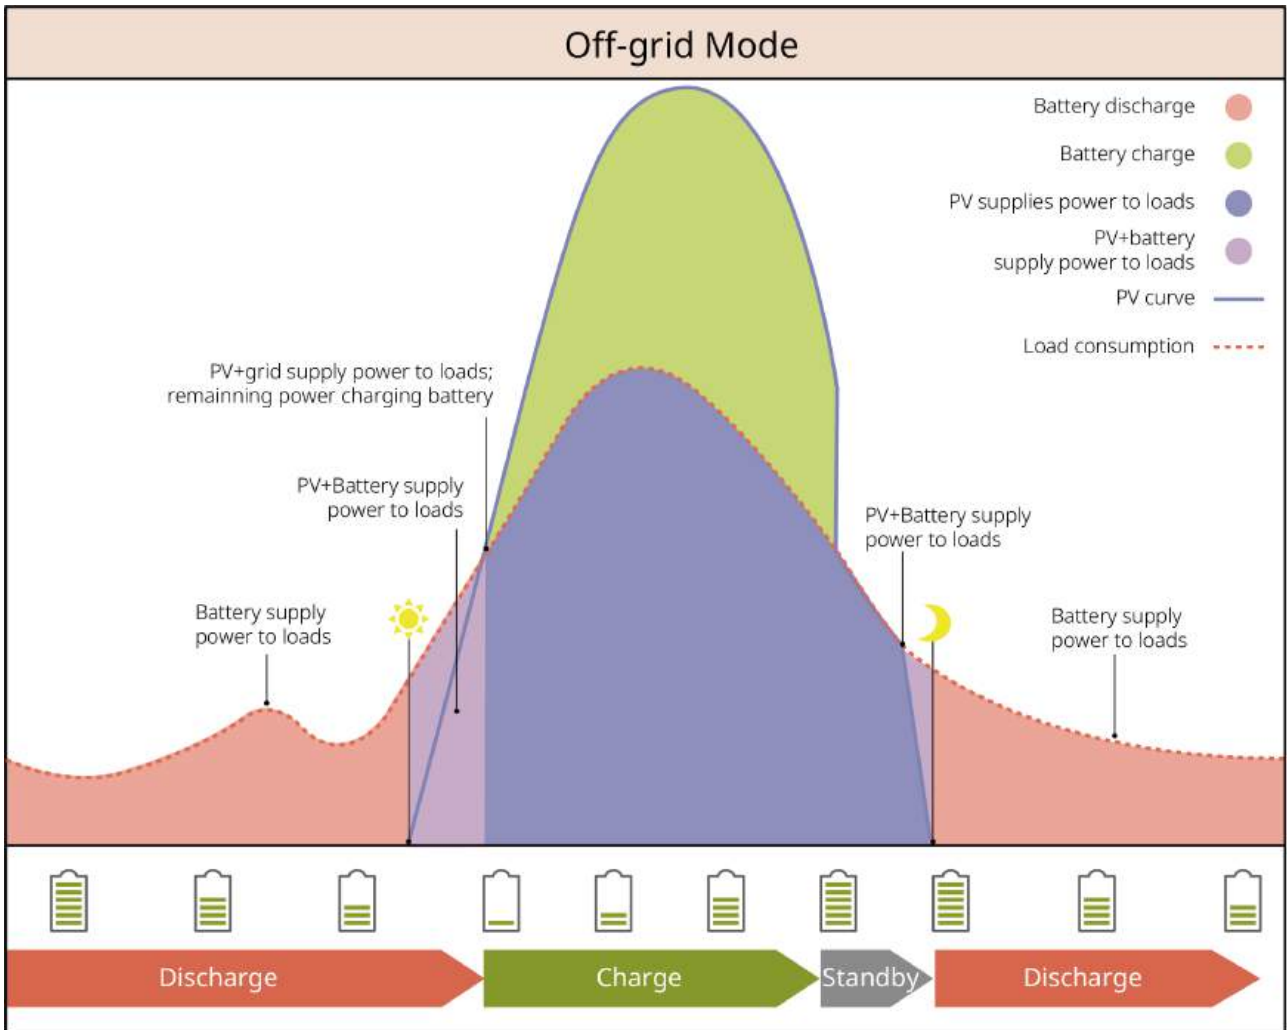 Off-grid Mode
Battery discharge
Battery charge
PV supplies power to loads
PV+battery
supply power to loads
PV curve
Load consumption
PV+grid supply power to loads;
remainning power charging battery
PV+Battery supply
power to loads
PV+Battery supply
power to loads
Battery supply
power to loads
Battery supply
power to loads
Discharge
Charge
Standby
Discharge